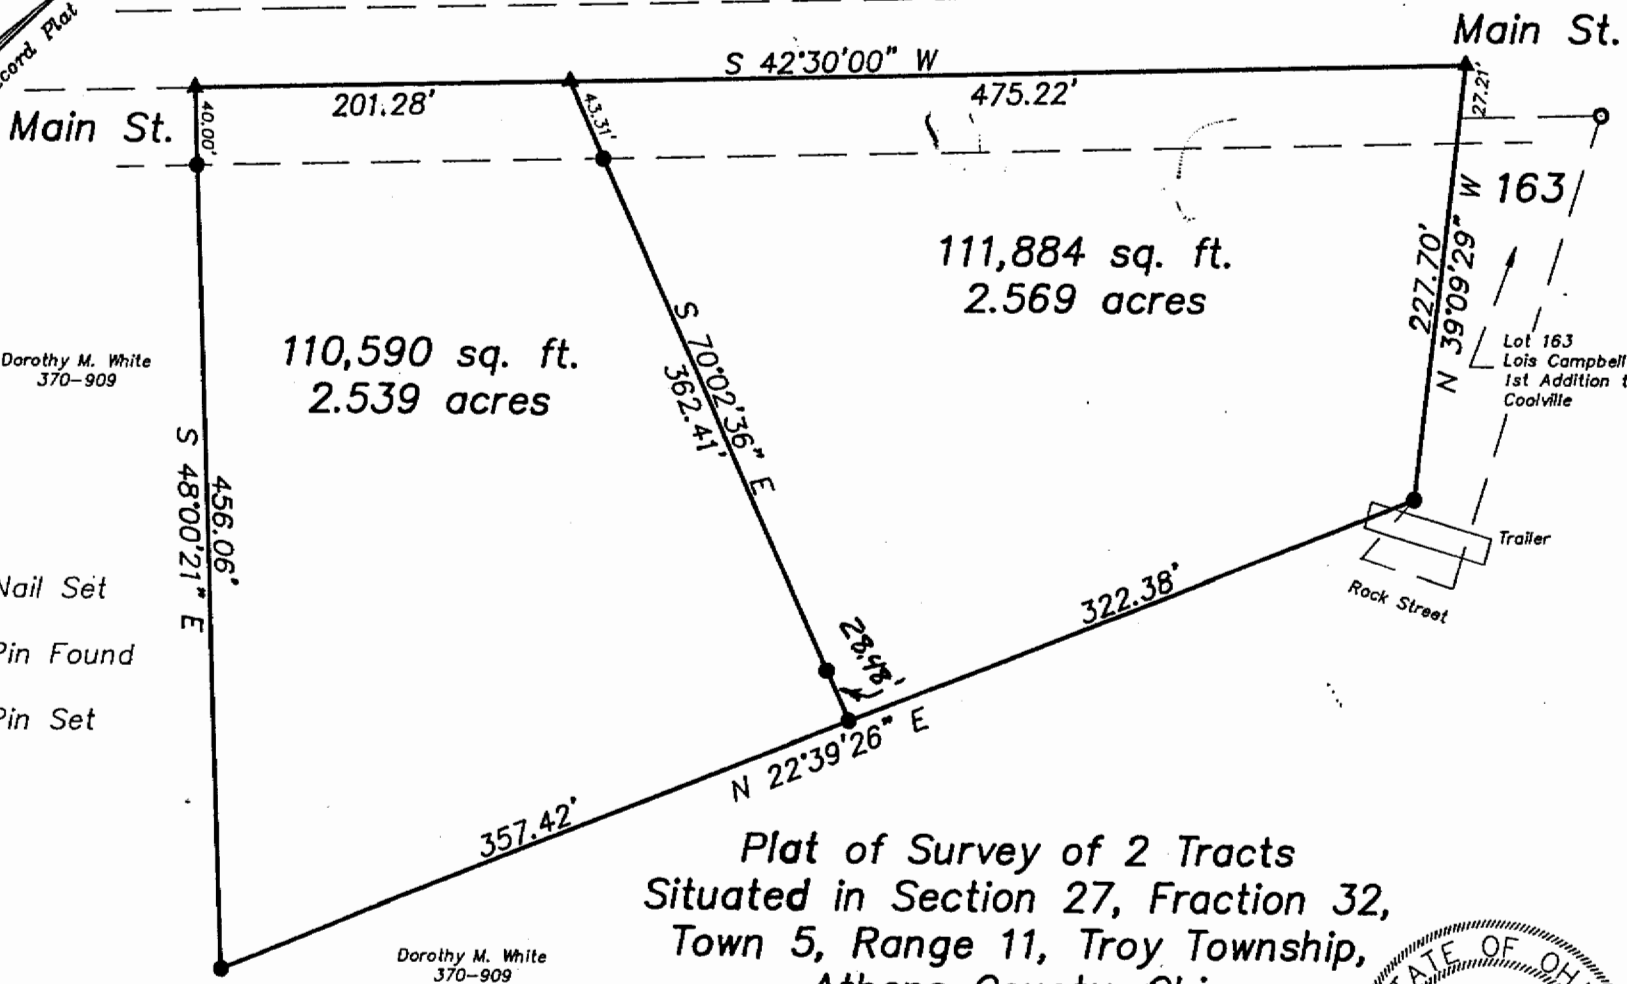 Record Plat
Main St.
S 42°30'00" W
201.28'
475.22'
Main St.
40.00'
43.31'
27.21'
163
111,884 sq. ft.
2.569 acres
227.70'
N 39°09'29" W
S 70°02'36" E
362.41'
110,590 sq. ft.
2.539 acres
Dorothy M. White
370-909
Lot 163
Lois Campbell
1st Addition
Coolville
S 48°00'21" E
456.06'
Trailer
Rock Street
Nail Set
Pin Found
Pin Set
322.38'
28.48'
N 22°39'26" E
357.42'
Plat of Survey of 2 Tracts
Situated in Section 27, Fraction 32,
Town 5, Range 11, Troy Township,
Athens County, Ohio
Dorothy M. White
370-909
STATE OF OHIO